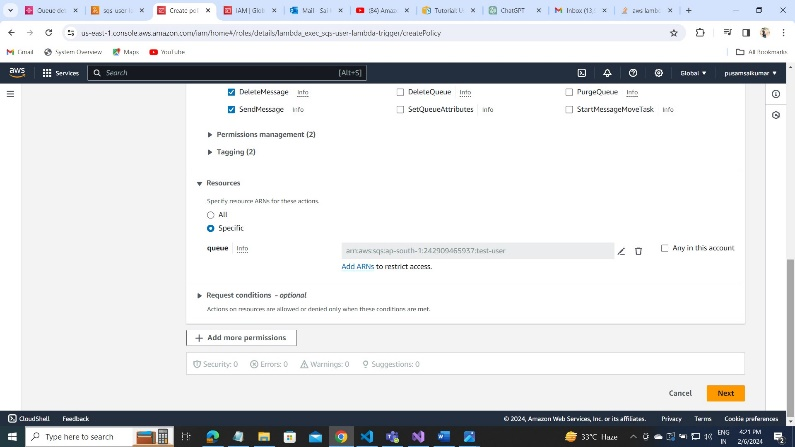 Queue det
sqs-user-la
Create pol
IAM | Glob
Mail - Sai k
(84) Amaz
Tutorial: U
ChatGPT
Inbox (13,
aws lambd
us-east-1.console.aws.amazon.com/iam/home#/roles/details/lambda_exec_sqs-user-lambda-trigger/createPolicy
Gmail System Overview Maps YouTube All Bookmarks
aws Services Search [Alt+S] Global ▼ pusamsaikumar ▼
DeleteMessage Info DeleteQueue Info PurgeQueue Info
SendMessage Info SetQueueAttributes Info StartMessageMoveTask Info
Permissions management (2)
Tagging (2)
Resources
Specify resource ARNs for these actions.
All
Specific
queue Info arn:aws:sqs:ap-south-1:242909465937:test-user Any in this account
Add ARNs to restrict access.
Request conditions - optional
Actions on resources are allowed or denied only when these conditions are met.
+ Add more permissions
Security: 0 Errors: 0 Warnings: 0 Suggestions: 0
Cancel Next
CloudShell Feedback © 2024, Amazon Web Services, Inc. or its affiliates. Privacy Terms Cookie preferences
Type here to search 33°C Haze ENG IN 4:21 PM 2/6/2024